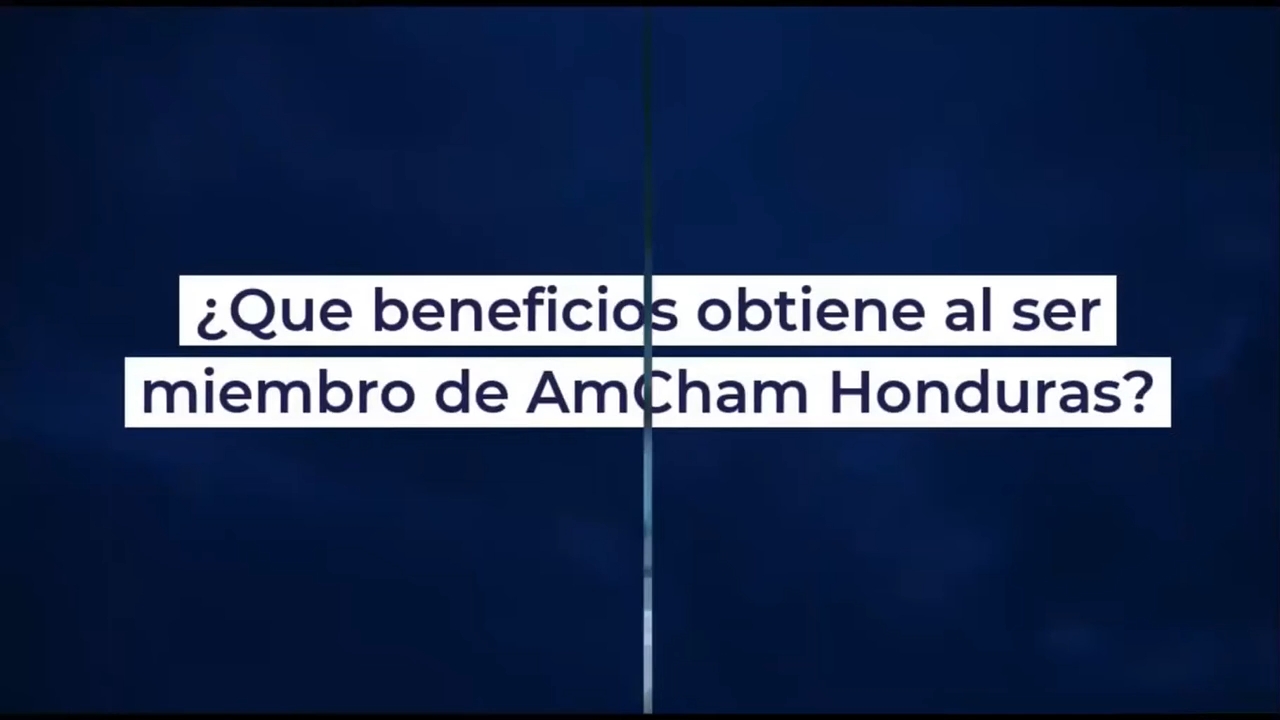 ¿Que beneficios obtiene al ser
miembro de AmCham Honduras?